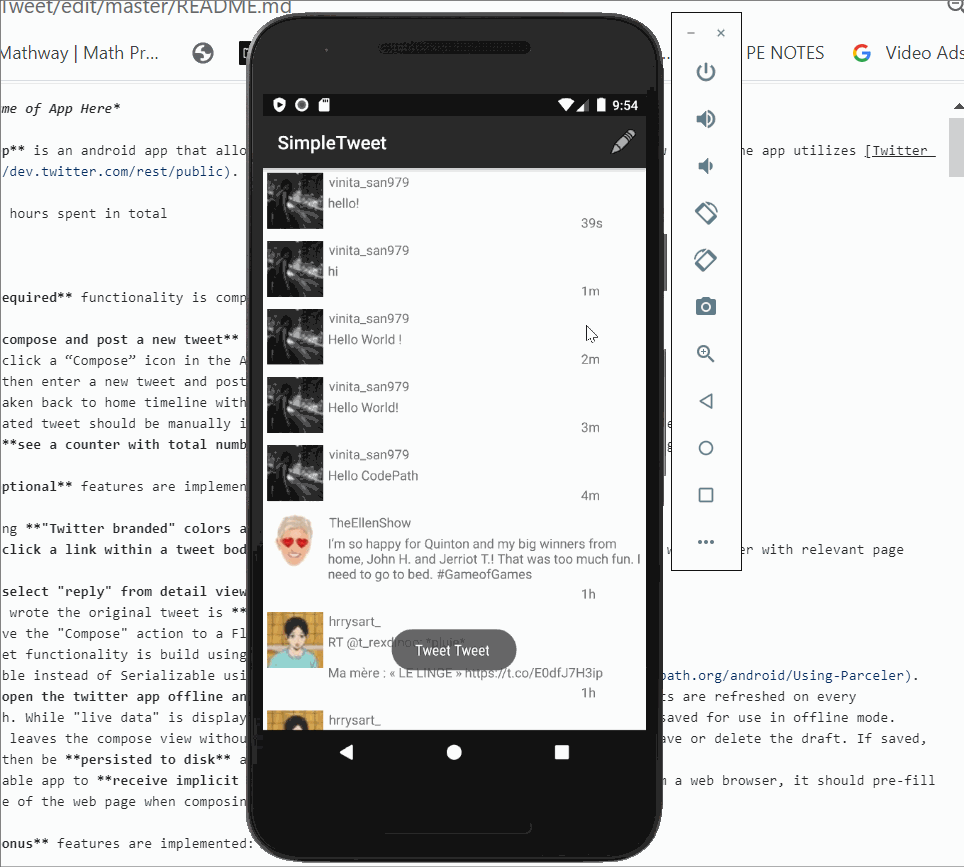 Tweet/edit/master/README.md
Mathway | Math Pr...
PE NOTES
Video Ads
me of App Here*
p** is an android app that allo
e app utilizes [Twitter
/dev.twitter.com/rest/public).
hours spent in total
equired** functionality is comp
compose and post a new tweet**
click a “Compose” icon in the A
then enter a new tweet and post
aken back to home timeline with
ated tweet should be manually i
**see a counter with total numb
ptional** features are implemen
ng **"Twitter branded" colors a
click a link within a tweet bod
er with relevant page
select "reply" from detail view
wrote the original tweet is **
ve the "Compose" action to a Fl
et functionality is build using
ble instead of Serializable usi
path.org/android/Using-Parceler).
open the twitter app offline an
ts are refreshed on every
h. While "live data" is display
saved for use in offline mode.
leaves the compose view withou
ave or delete the draft. If saved,
then be **persisted to disk** a
able app to **receive implicit
a web browser, it should pre-fill
e of the web page when composin
onus** features are implemented:
9:54
SimpleTweet
vinita_san979
hello!
39s
vinita_san979
hi
1m
vinita_san979
Hello World !
2m
vinita_san979
Hello World!
3m
vinita_san979
Hello CodePath
4m
TheEllenShow
I'm so happy for Quinton and my big winners from
home, John H. and Jerriot T.! That was too much fun. I
need to go to bed. #GameofGames
1h
hrrysart_
RT @t_rexdinoo: *pluie*
Tweet Tweet
Ma mère : « LE LINGE » https://t.co/E0dfJ7H3ip
1h
hrrysart_